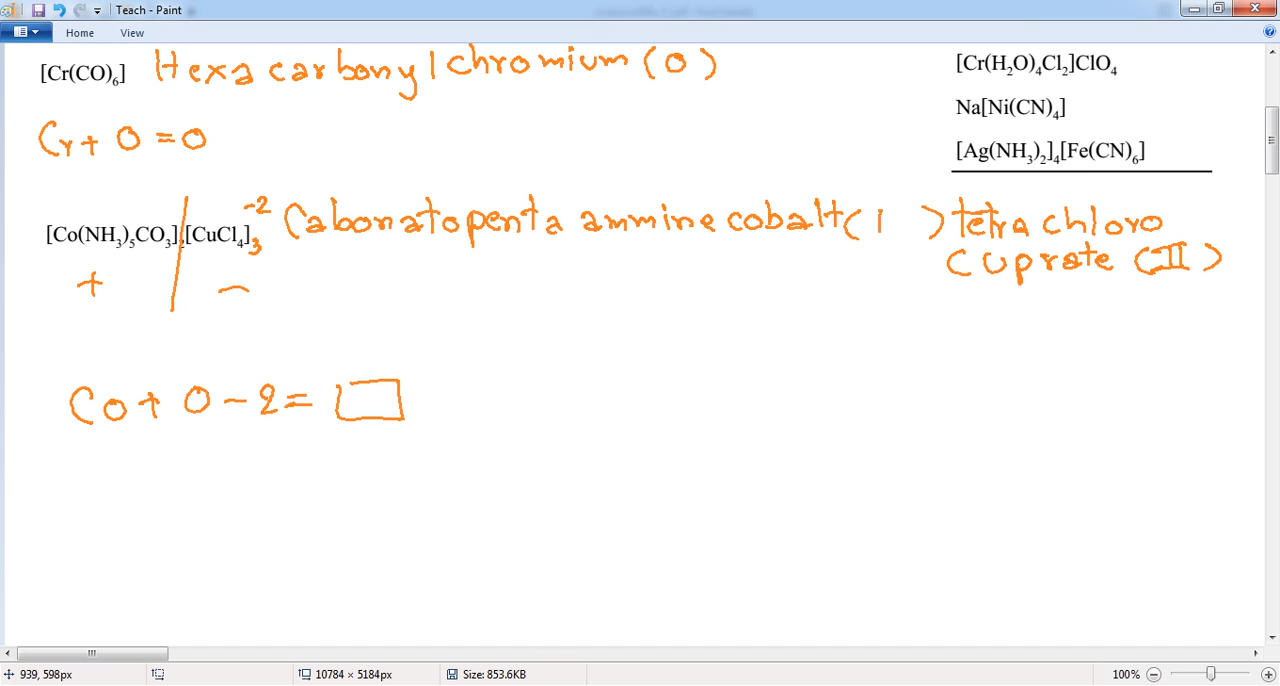 Teach - Paint
Home View
[Cr(CO)6] Hexa carbonyl chromium (0)
[Cr(H2O)4Cl2]ClO4
Na[Ni(CN)4]
Cr + 0 = 0
[Ag(NH3)2]4[Fe(CN)6]
[Co(NH3)5CO3] [CuCl4]3 -2 Cabonatopenta ammine cobalt( I ) tetra chloro
cuprate (II)
+ -
Co + 0 - 2 =
939, 598px 10784 × 5184px Size: 853.6KB 100%